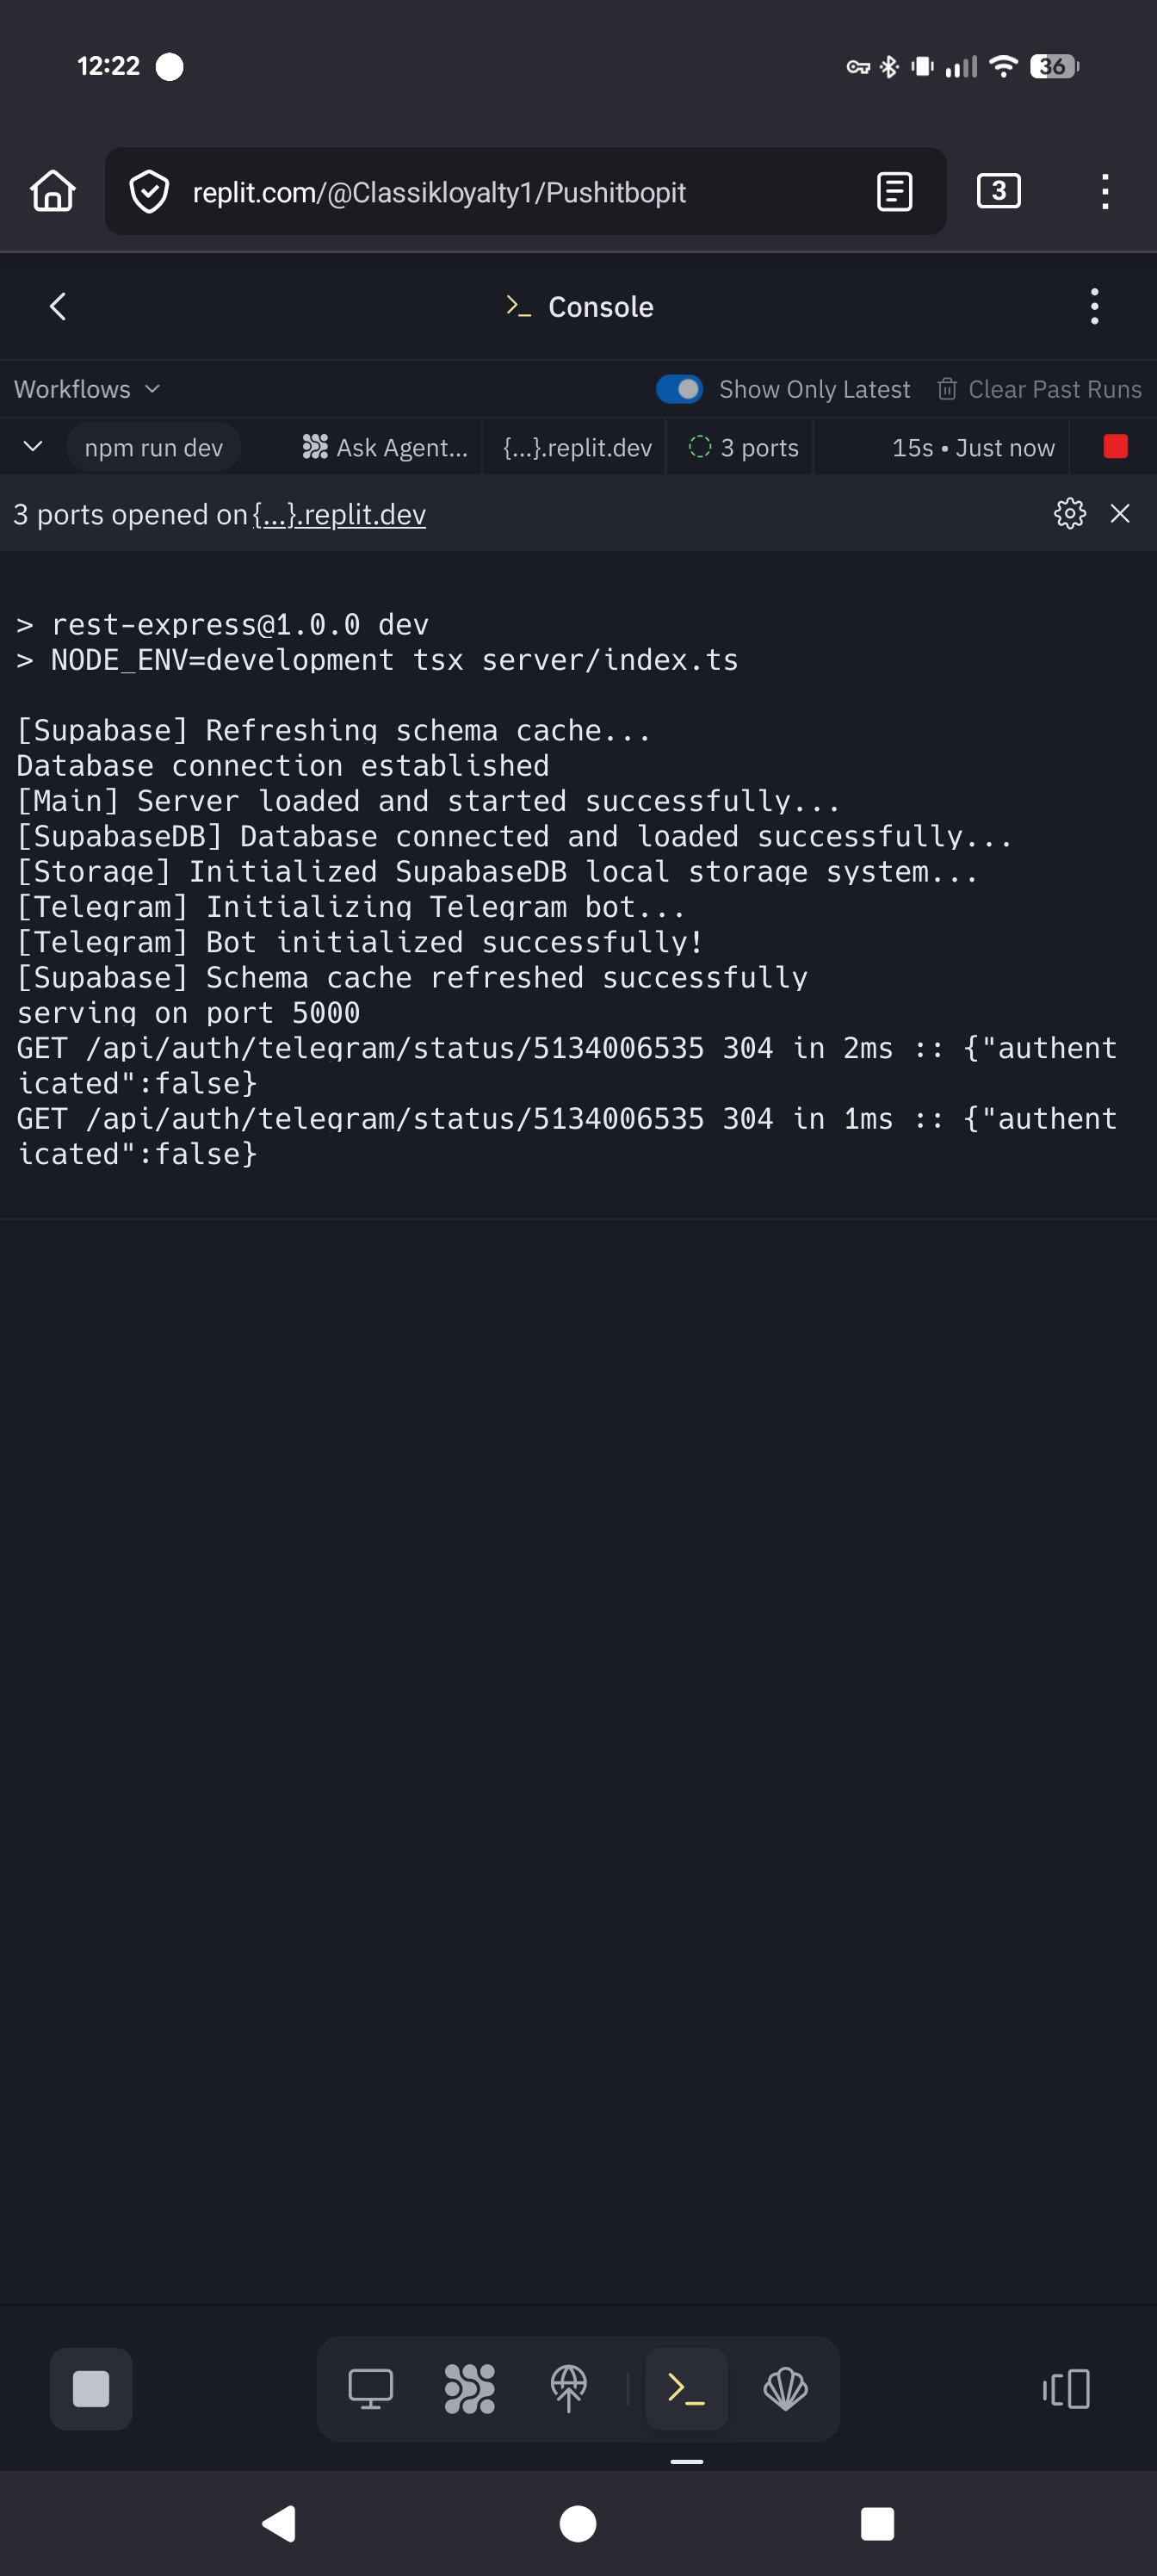 12:22
36
replit.com/@Classikloyalty1/Pushitbopit
3
>_ Console
Workflows
Show Only Latest
Clear Past Runs
npm run dev
Ask Agent...
{...}.replit.dev
3 ports
15s • Just now
3 ports opened on {...}.replit.dev
> rest-express@1.0.0 dev
> NODE_ENV=development tsx server/index.ts
[Supabase] Refreshing schema cache...
Database connection established
[Main] Server loaded and started successfully...
[SupabaseDB] Database connected and loaded successfully...
[Storage] Initialized SupabaseDB local storage system...
[Telegram] Initializing Telegram bot...
[Telegram] Bot initialized successfully!
[Supabase] Schema cache refreshed successfully
serving on port 5000
GET /api/auth/telegram/status/5134006535 304 in 2ms :: {"authent
icated":false}
GET /api/auth/telegram/status/5134006535 304 in 1ms :: {"authent
icated":false}